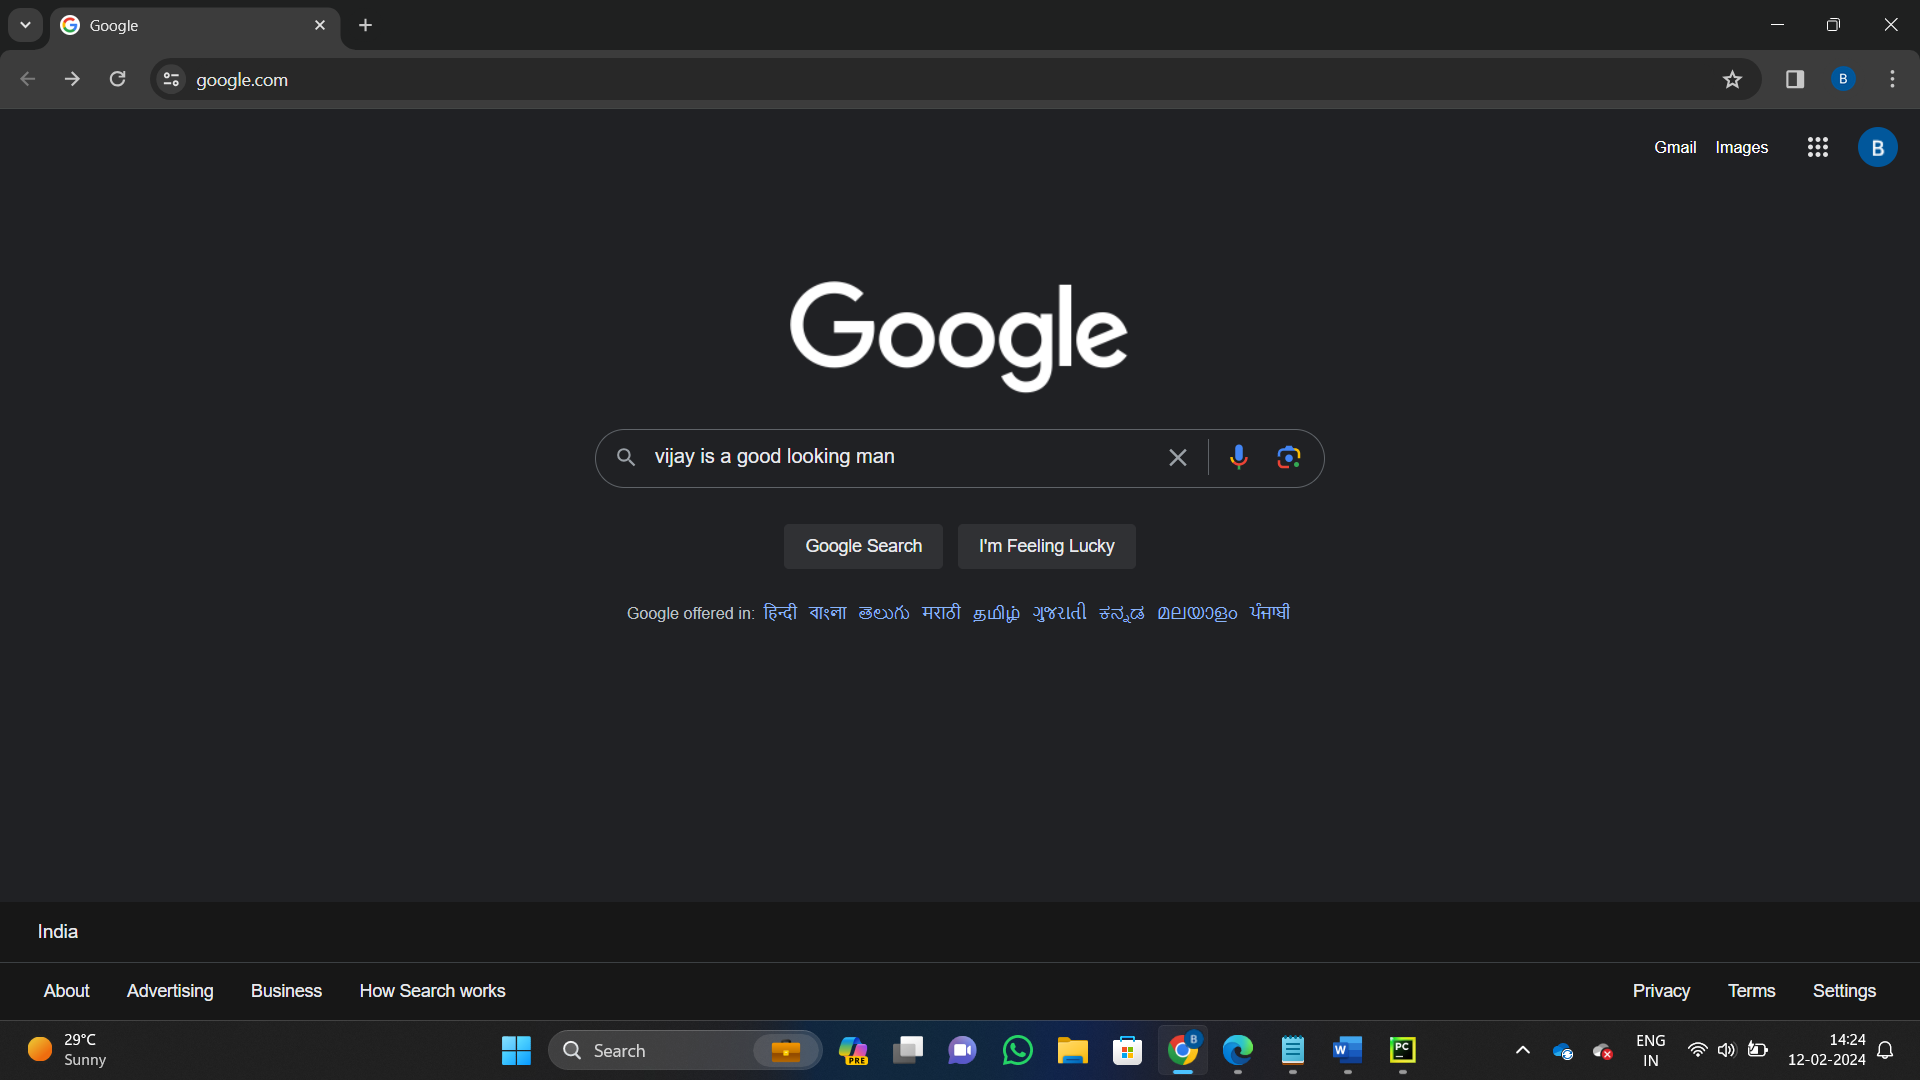 Google
google.com
B
Gmail Images
B
Google
vijay is a good looking man
Google Search I'm Feeling Lucky
Google offered in: हिन्दी বাংলা తెలుగు मराठी தமிழ் ગુજરાતી ಕನ್ನಡ മലയാളം ਪੰਜਾਬੀ
India
About Advertising Business How Search works Privacy Terms Settings
29°C
Sunny
Search
PRE
B
W
PC
ENG
IN
14:24
12-02-2024